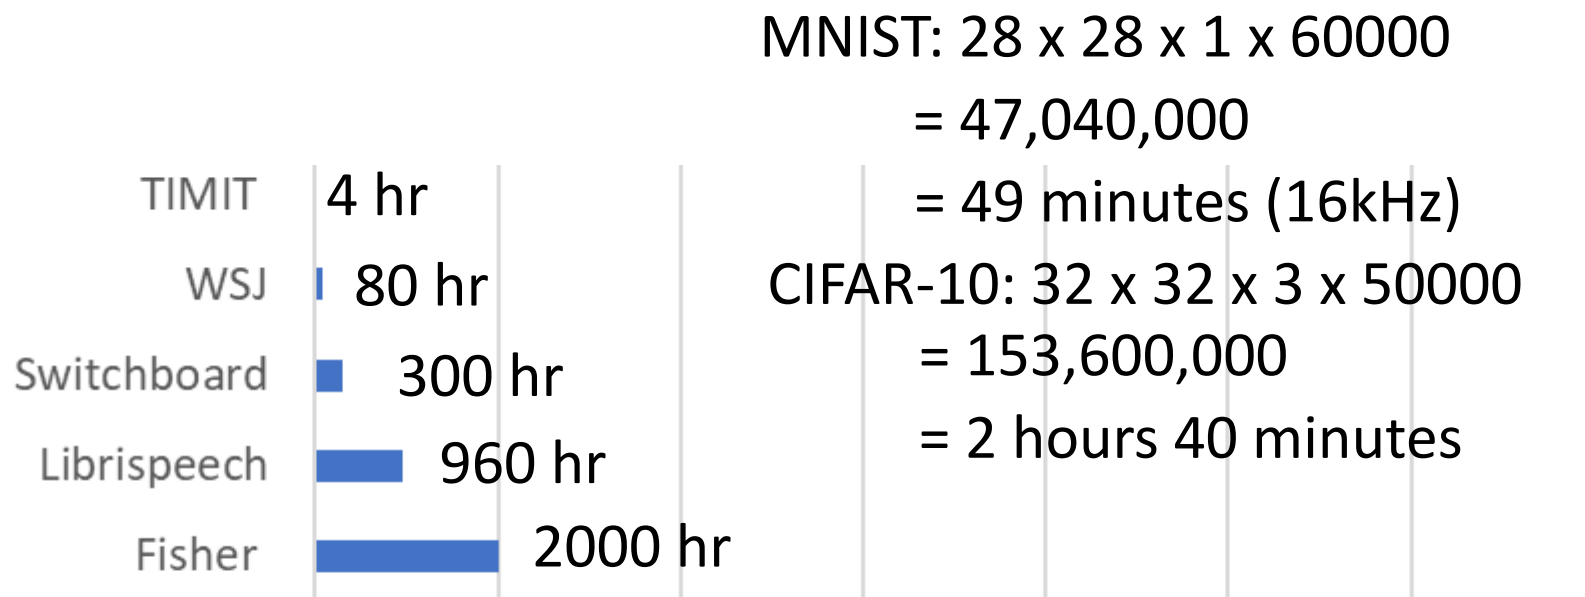 MNIST: 28 x 28 x 1 x 60000
= 47,040,000
= 49 minutes (16kHz)
CIFAR-10: 32 x 32 x 3 x 50000
= 153,600,000
= 2 hours 40 minutes
TIMIT 4 hr
WSJ 80 hr
Switchboard 300 hr
Librispeech 960 hr
Fisher 2000 hr